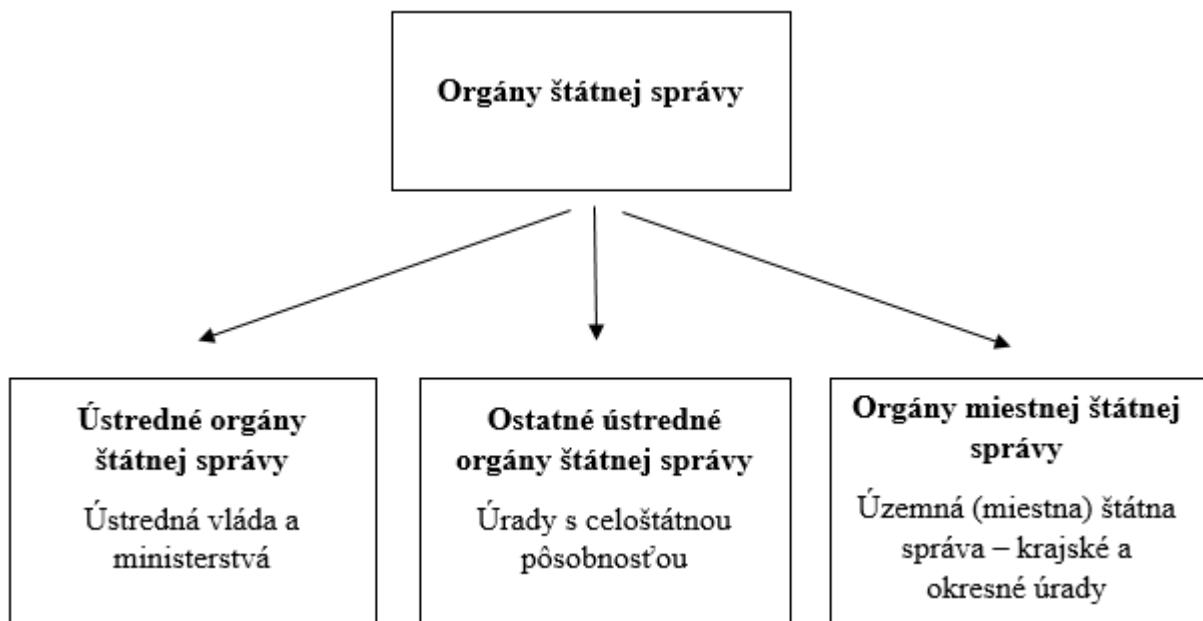 Orgány štátnej správy
Ústredné orgány
štátnej správy
Ústredná vláda a
ministerstvá
Ostatné ústredné
orgány štátnej správy
Úrady s celoštátnou
pôsobnosťou
Orgány miestnej štátnej
správy
Územná (miestna) štátna
správa – krajské a
okresné úrady